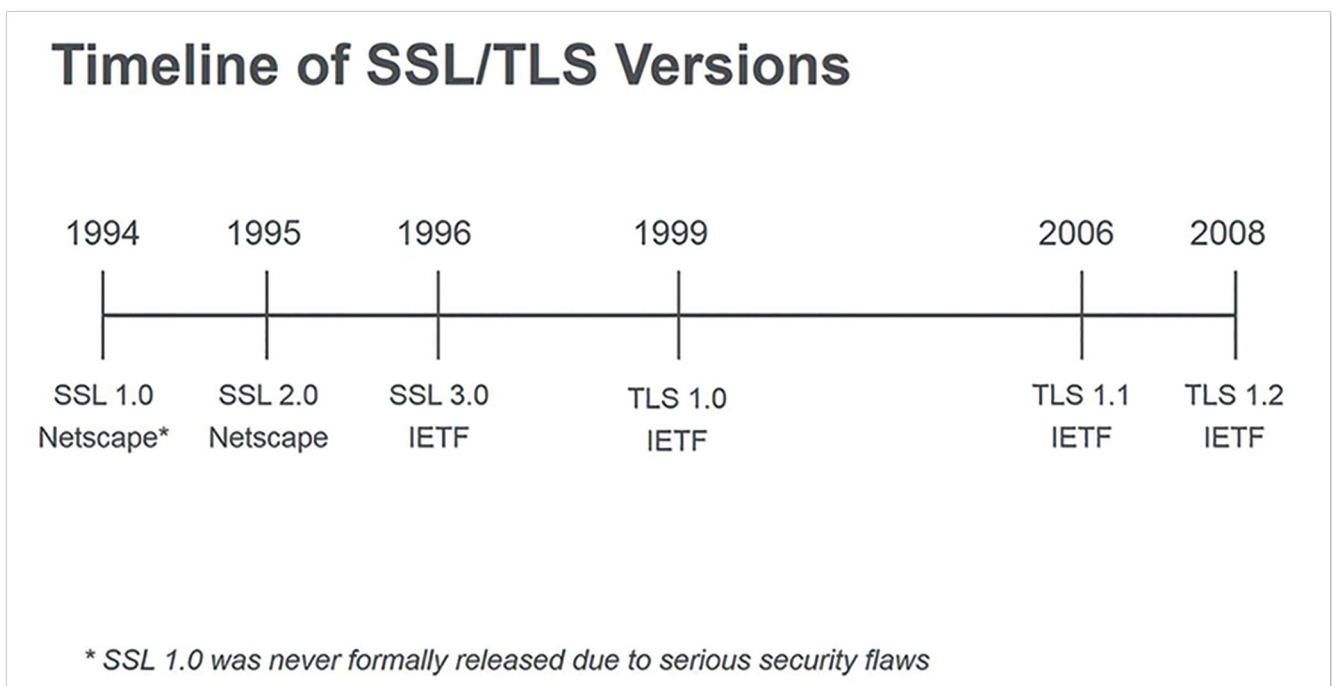 Timeline of SSL/TLS Versions
1994 1995 1996 1999 2006 2008
SSL 1.0 SSL 2.0 SSL 3.0 TLS 1.0 TLS 1.1 TLS 1.2
Netscape* Netscape IETF IETF IETF IETF
* SSL 1.0 was never formally released due to serious security flaws